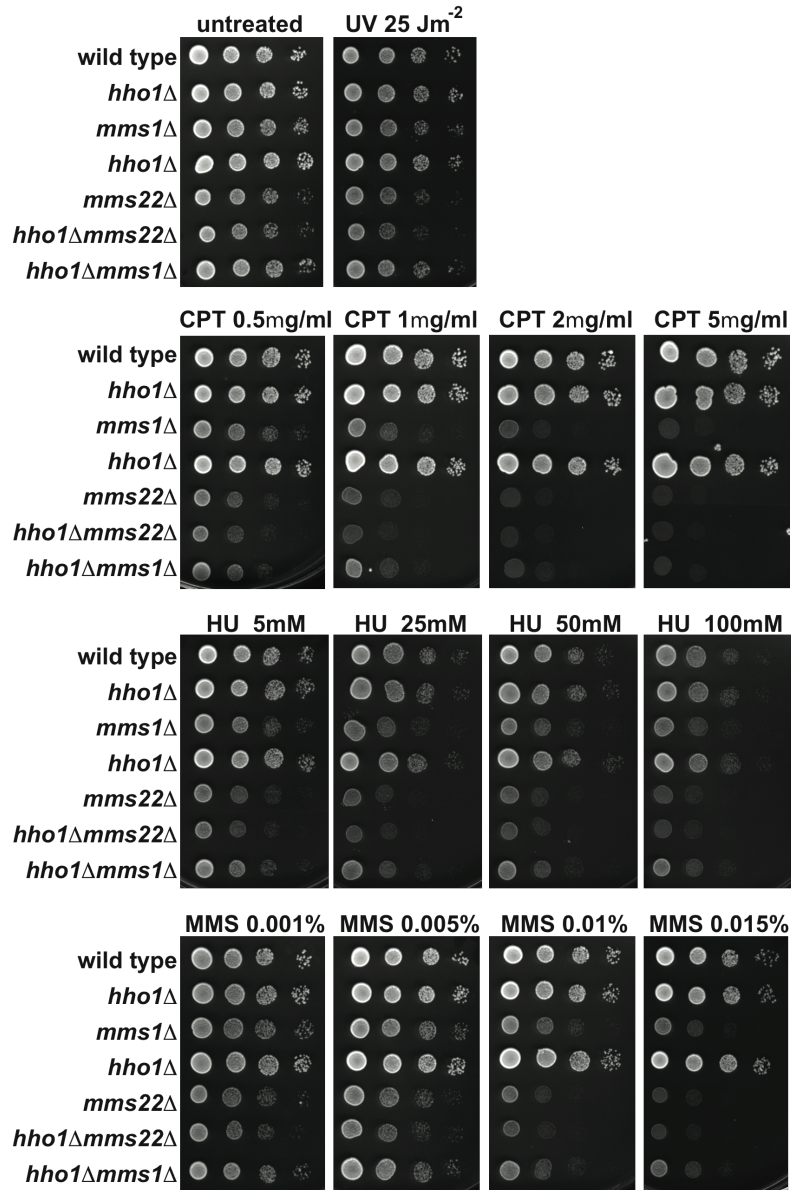 untreated UV 25 Jm-2
wild type
hho1Δ
mms1Δ
hho1Δ
mms22Δ
hho1Δmms22Δ
hho1Δmms1Δ
CPT 0.5mg/ml CPT 1mg/ml CPT 2mg/ml CPT 5mg/ml
wild type
hho1Δ
mms1Δ
hho1Δ
mms22Δ
hho1Δmms22Δ
hho1Δmms1Δ
HU 5mM HU 25mM HU 50mM HU 100mM
wild type
hho1Δ
mms1Δ
hho1Δ
mms22Δ
hho1Δmms22Δ
hho1Δmms1Δ
MMS 0.001% MMS 0.005% MMS 0.01% MMS 0.015%
wild type
hho1Δ
mms1Δ
hho1Δ
mms22Δ
hho1Δmms22Δ
hho1Δmms1Δ